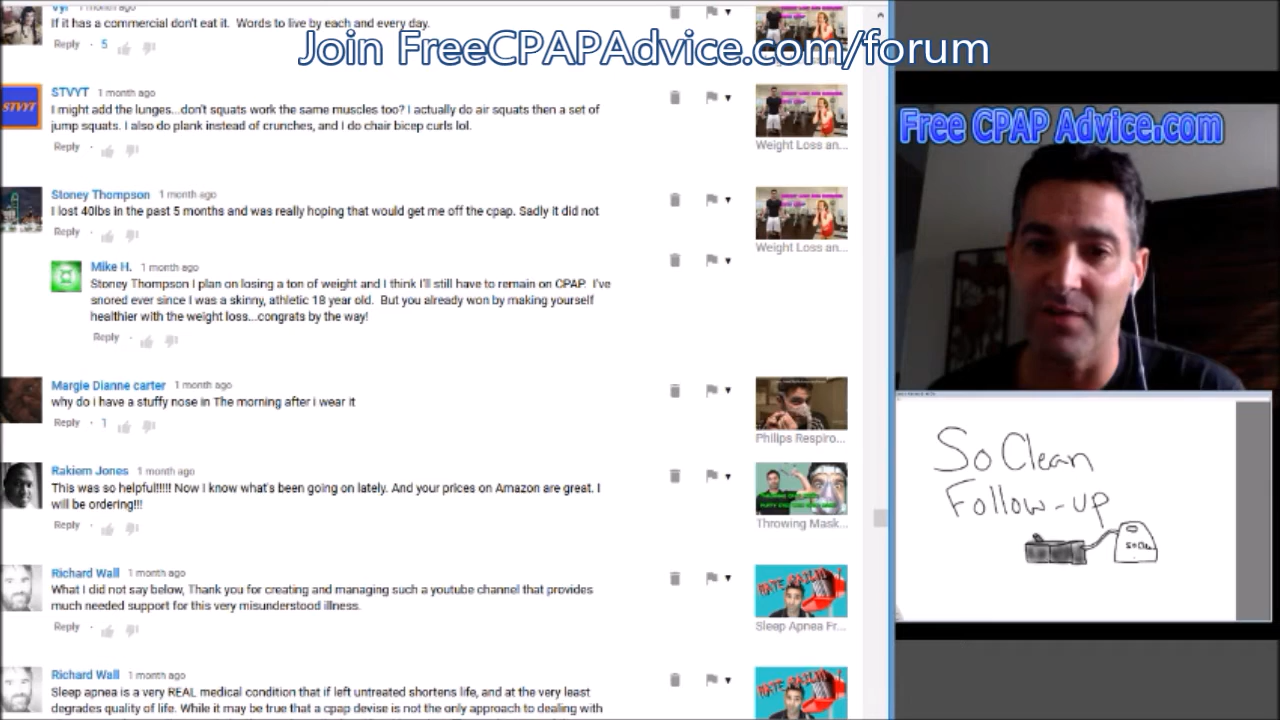 Vyl 1 month ago
If it has a commercial don't eat it. Words to live by each and every day.
Reply · 5
Join FreeCPAPAdvice.com/forum
STVYT 1 month ago
STVYT
I might add the lunges...don't squats work the same muscles too? I actually do air squats then a set of
jump squats. I also do plank instead of crunches, and I do chair bicep curls lol.
Reply ·
Weight Loss an...
Stoney Thompson 1 month ago
I lost 40lbs in the past 5 months and was really hoping that would get me off the cpap. Sadly it did not
Reply ·
Weight Loss an...
Mike H. 1 month ago
Stoney Thompson I plan on losing a ton of weight and I think I'll still have to remain on CPAP. I've
snored ever since I was a skinny, athletic 18 year old. But you already won by making yourself
healthier with the weight loss...congrats by the way!
Reply ·
Margie Dianne carter 1 month ago
why do i have a stuffy nose in The morning after i wear it
Reply · 1
Philips Respiro...
Rakiem Jones 1 month ago
This was so helpful!!!!! Now I know what's been going on lately. And your prices on Amazon are great. I
will be ordering!!!
Reply ·
Throwing Mask...
Richard Wall 1 month ago
What I did not say below, Thank you for creating and managing such a youtube channel that provides
much needed support for this very misunderstood illness.
Reply ·
HATE MAIL!!!
Sleep Apnea Fr...
Richard Wall 1 month ago
Sleep apnea is a very REAL medical condition that if left untreated shortens life, and at the very least
degrades quality of life. While it may be true that a cpap devise is not the only approach to dealing with
HATE MAIL!!!
Free CPAP Advice.com
So Clean
Follow-up